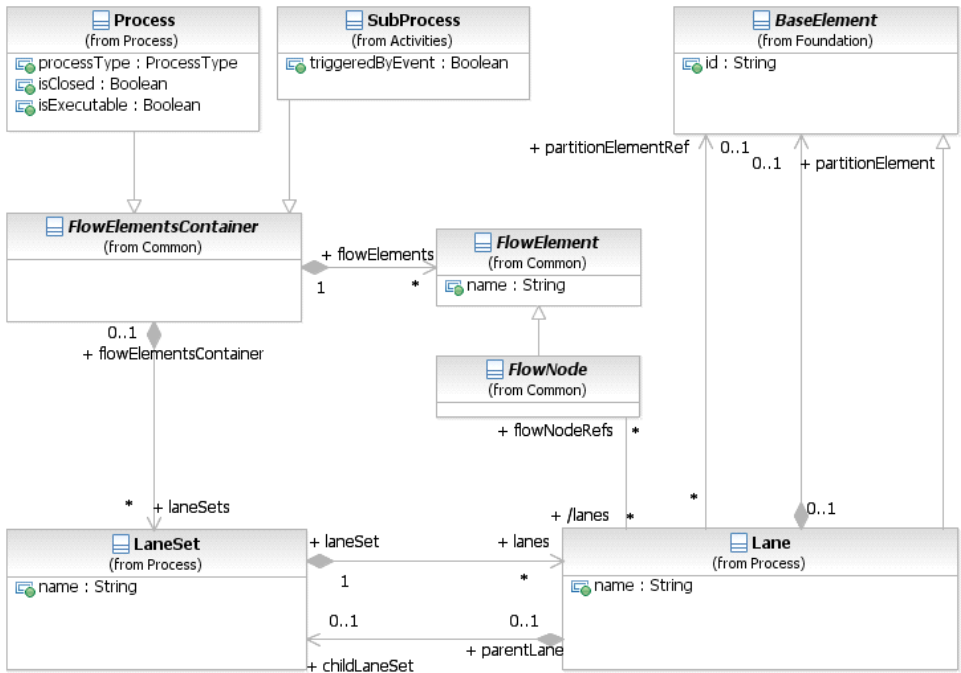 Process
(from Process)
processType : ProcessType
isClosed : Boolean
isExecutable : Boolean
SubProcess
(from Activities)
triggeredByEvent : Boolean
BaseElement
(from Foundation)
id : String
+ partitionElementRef
0..1
0..1
+ partitionElement
FlowElementsContainer
(from Common)
+ flowElements
1
*
FlowElement
(from Common)
name : String
0..1
+ flowElementsContainer
FlowNode
(from Common)
+ flowNodeRefs
*
*
+ laneSets
*
+ /lanes
*
0..1
LaneSet
(from Process)
name : String
+ laneSet
1
+ lanes
*
0..1
+ childLaneSet
0..1
+ parentLane
Lane
(from Process)
name : String